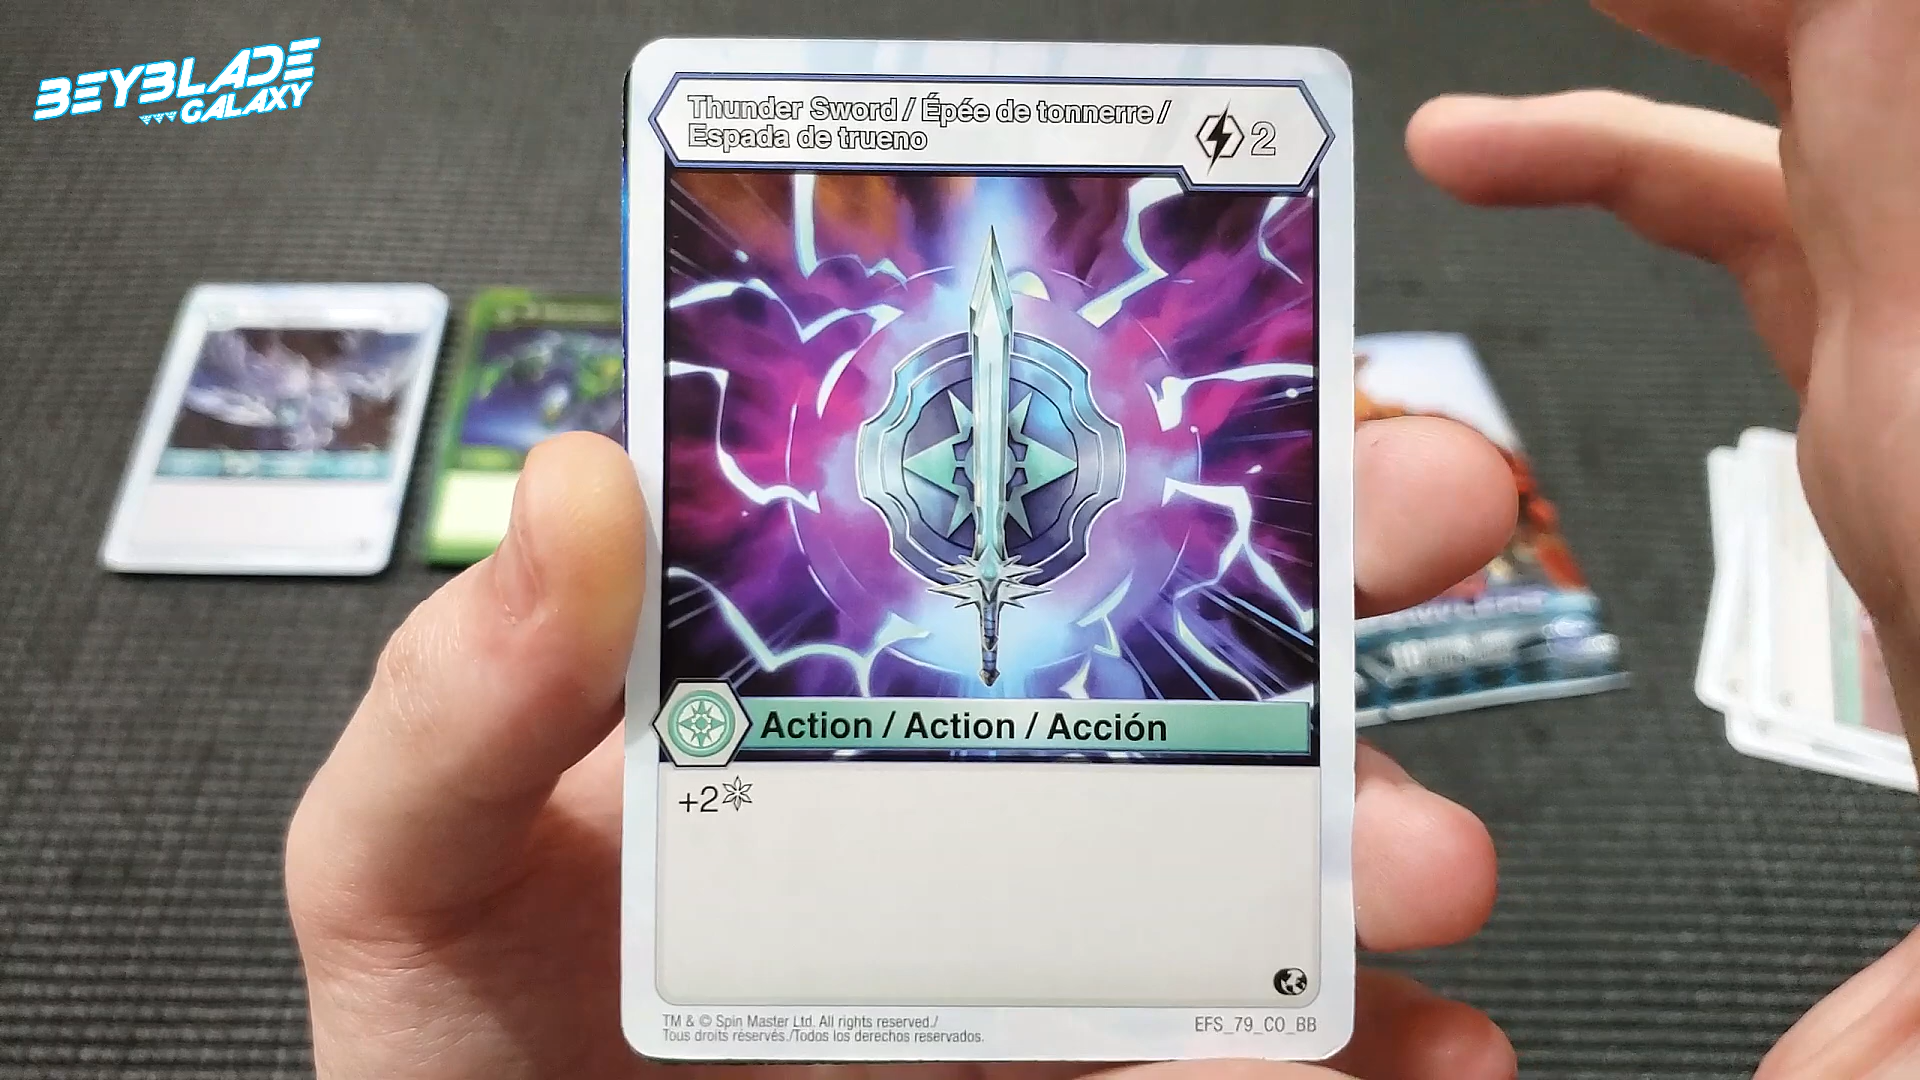 BEYBLADE
GALAXY
Thunder Sword / Épée de tonnerre /
Espada de trueno
2
Action / Action / Acción
+2
TM & © Spin Master Ltd. All rights reserved./
Tous droits réservés./Todos los derechos reservados.
EFS_79_CO_BB